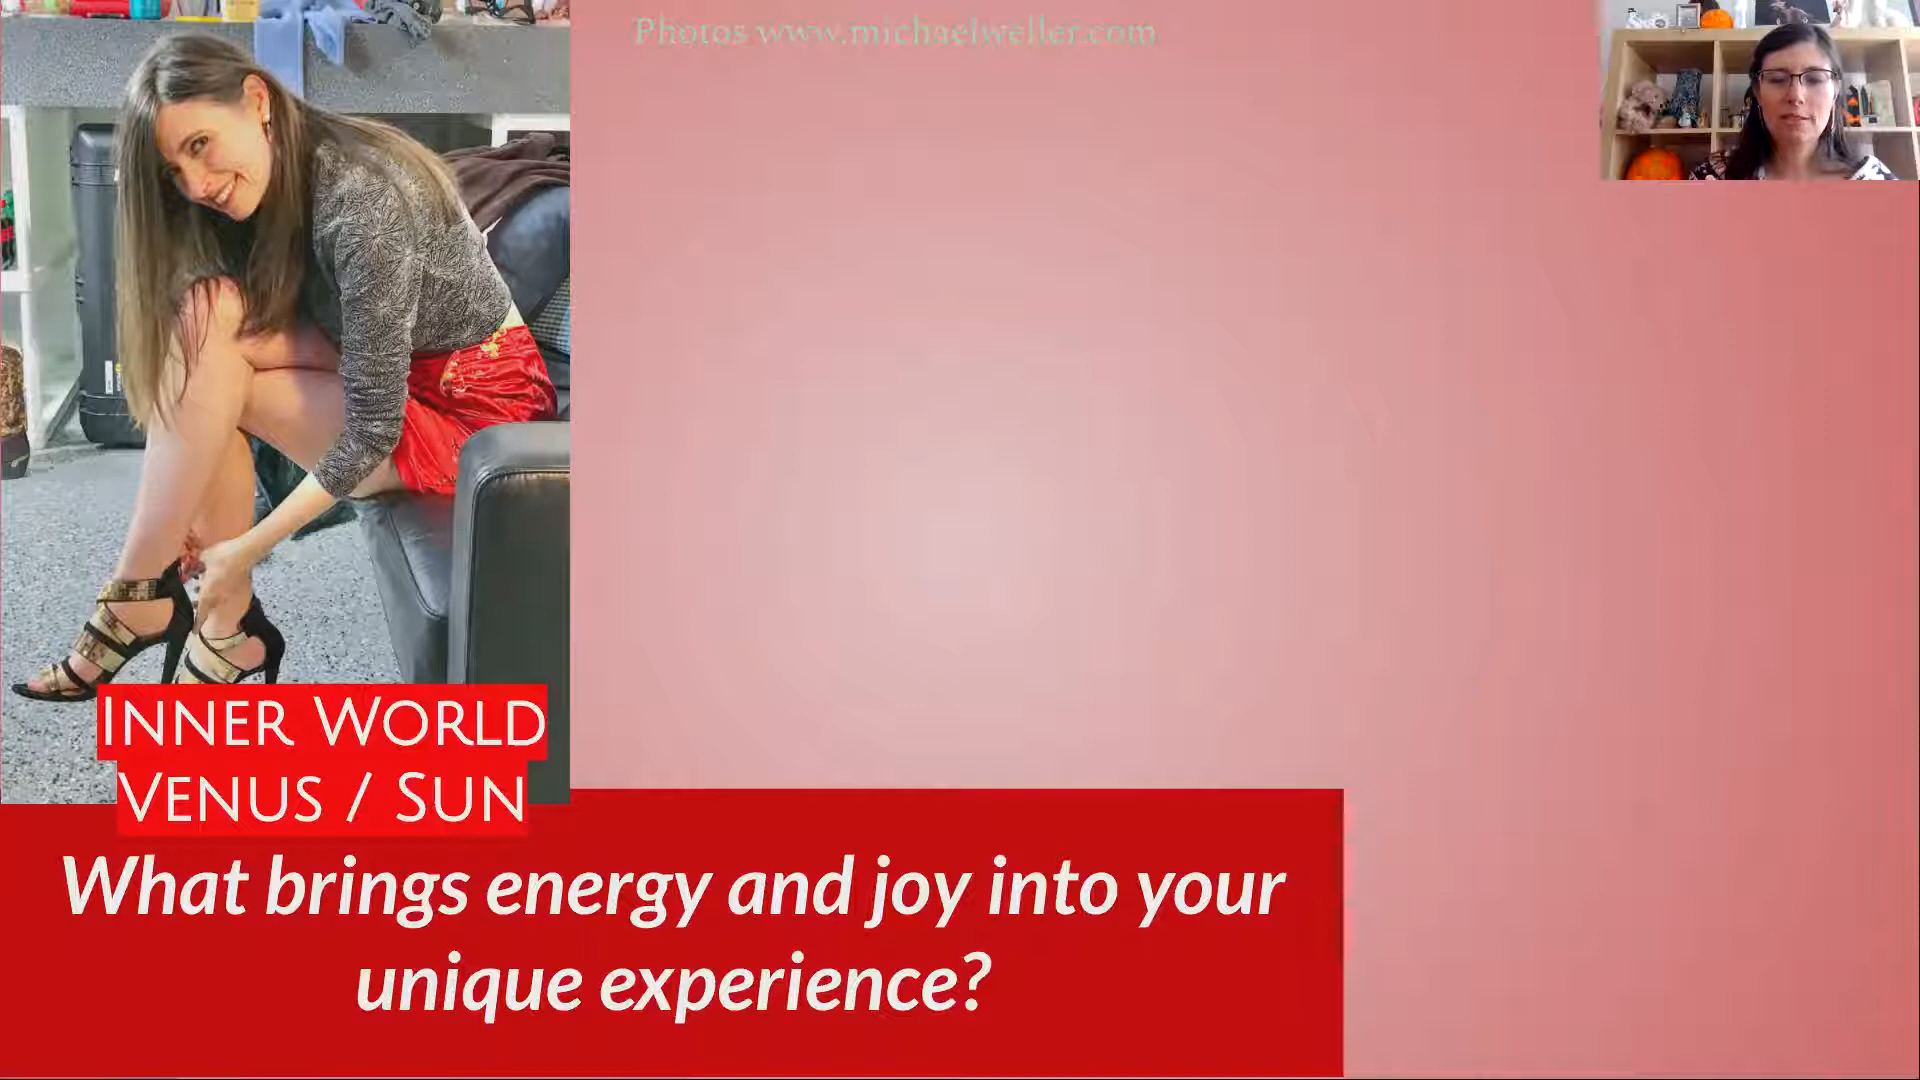 Photos www.michaelweller.com
Inner World
Venus / Sun
What brings energy and joy into your
unique experience?